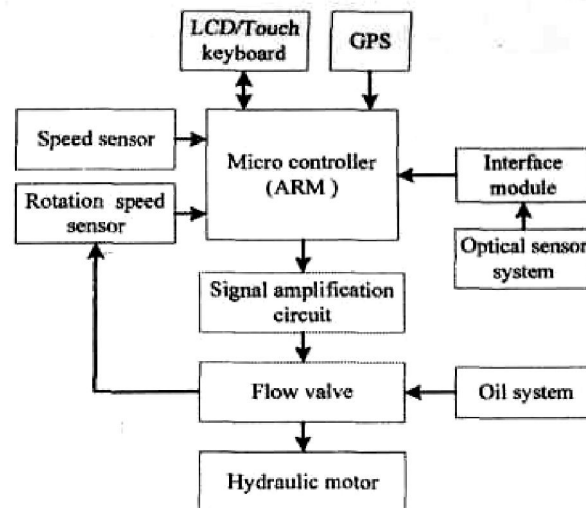 LCD/Touch
keyboard
GPS
Speed sensor
Micro controller
(ARM )
Interface
module
Rotation speed
sensor
Optical sensor
system
Signal amplification
circuit
Flow valve
Oil system
Hydraulic motor